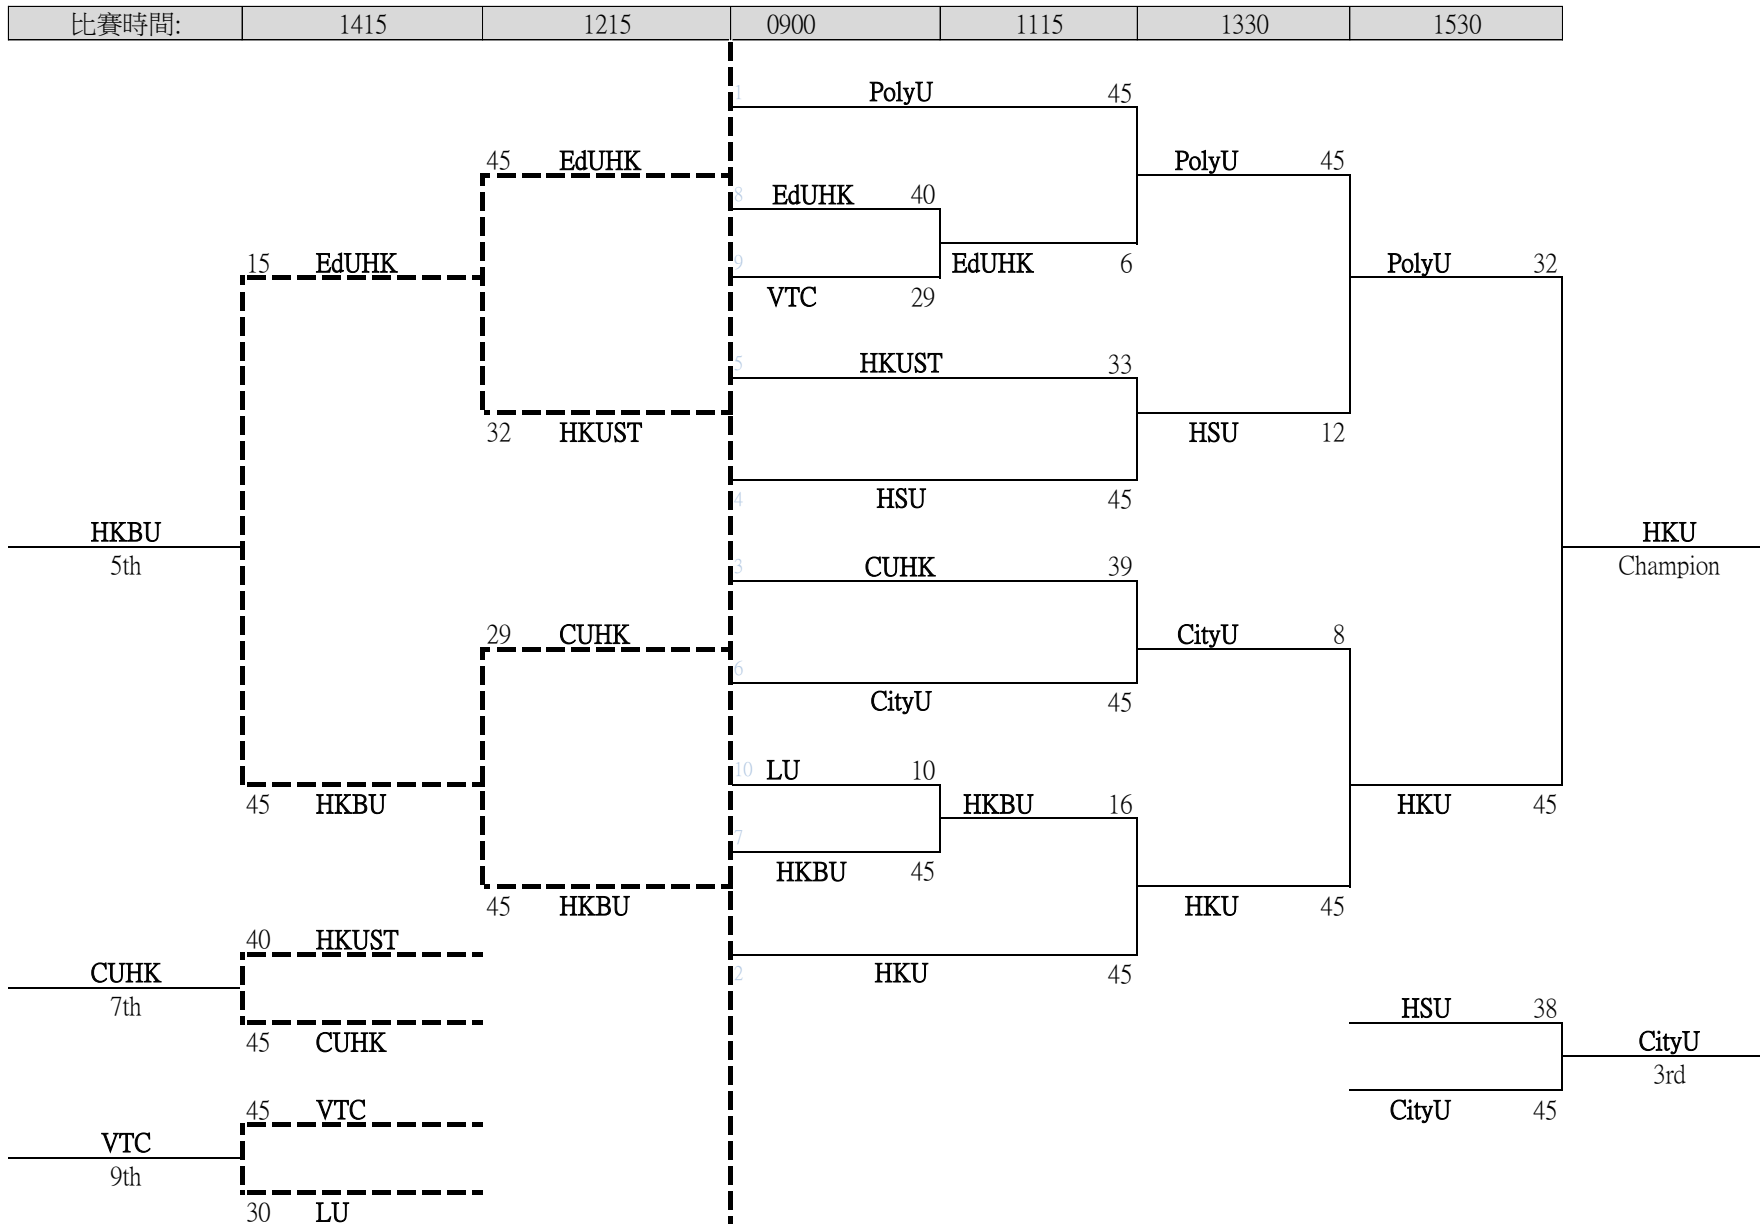 比賽時間: 1415 1215 0900 1115 1330 1530
1 PolyU 45
45 EdUHK PolyU 45
8 EdUHK 40
15 EdUHK 9 EdUHK 6 PolyU 32
VTC 29
5 HKUST 33
32 HKUST HSU 12
4 HSU 45
HKBU HKU
5th Champion
3 CUHK 39
29 CUHK CityU 8
6
CityU 45
10 LU 10
45 HKBU HKBU 16 HKU 45
7
HKBU 45
45 HKBU HKU 45
40 HKUST
CUHK 2 HKU 45
7th HSU 38
45 CUHK CityU
3rd
45 VTC CityU 45
VTC
9th
30 LU